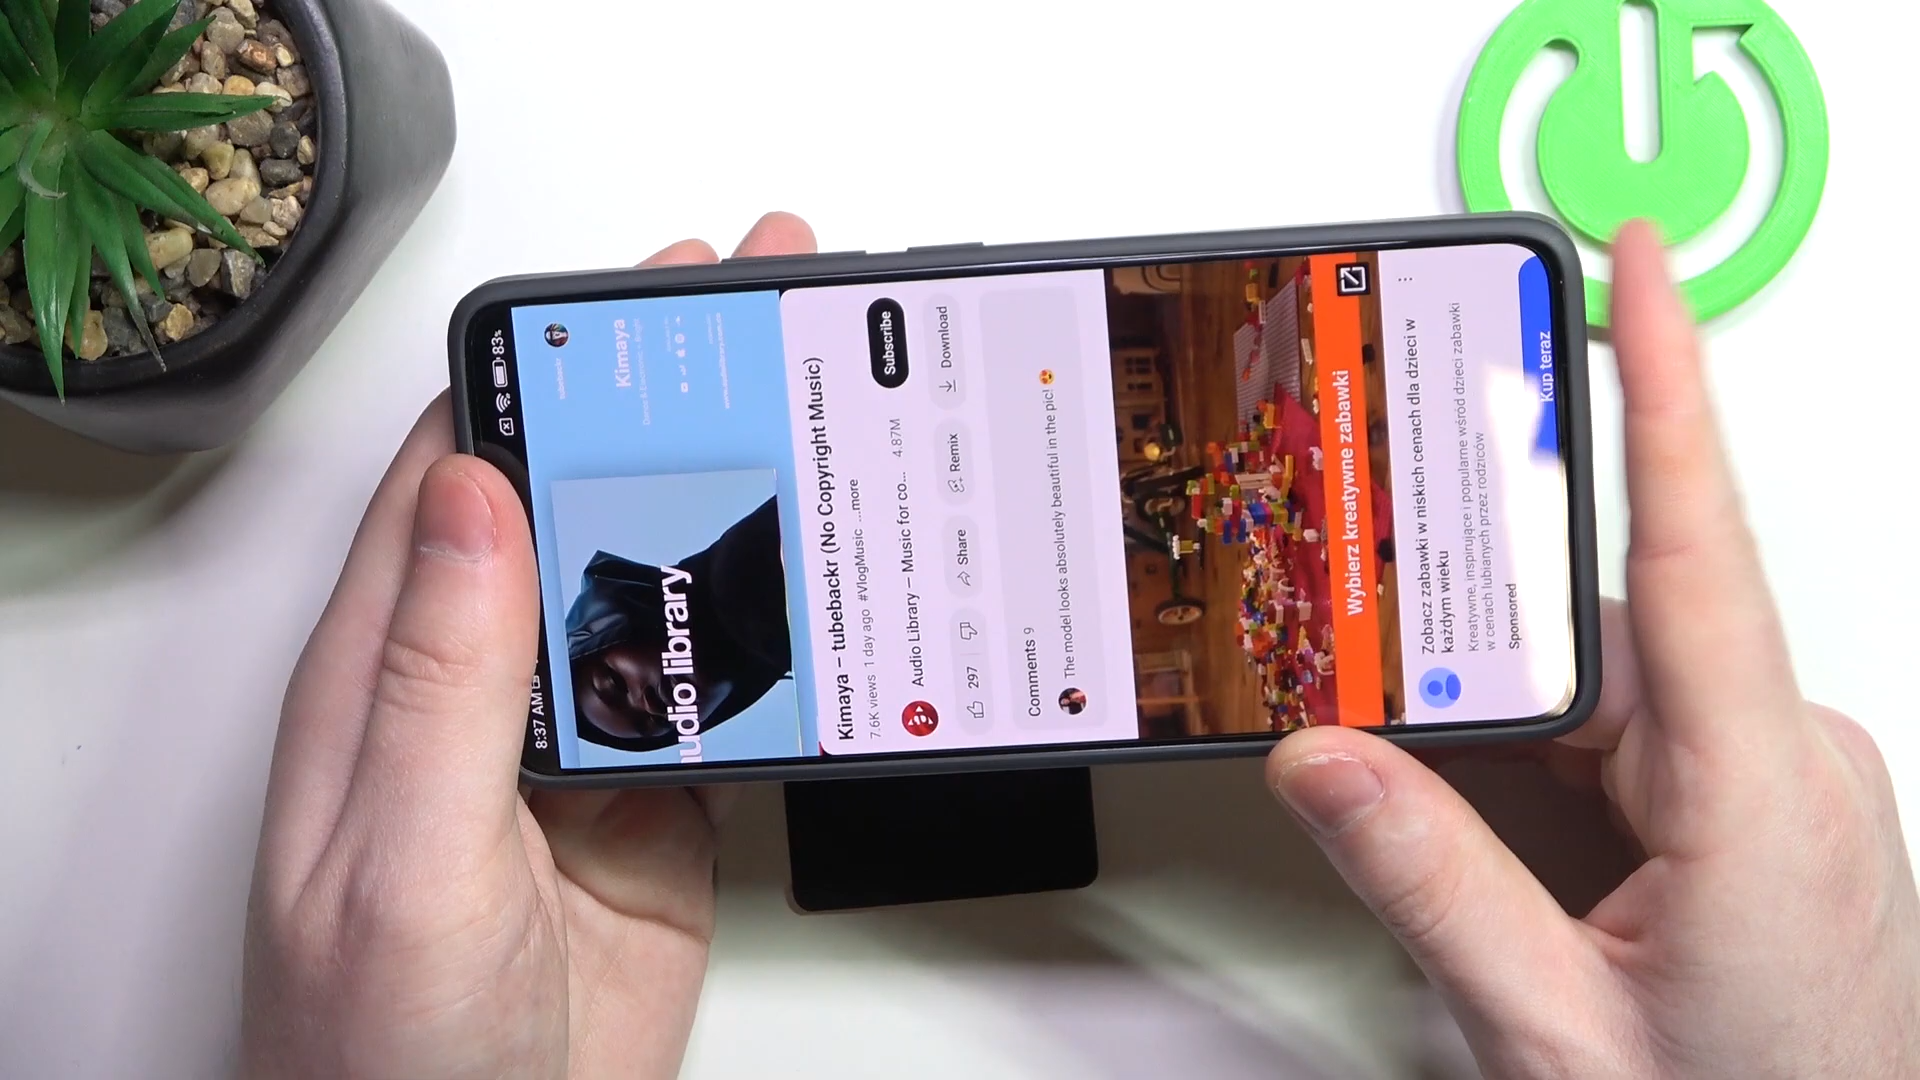 8:37 AM
83%
tubebackr
Kimaya
audio library
Kimaya – tubebackr (No Copyright Music)
7.6K views 1 day ago #VlogMusic ...more
Audio Library – Music for co... 4.87M
Subscribe
297
Share
Remix
Download
Comments 9
The model looks absolutely beautiful in the pic! 😍
Wybierz kreatywne zabawki
Zobacz zabawki w niskich cenach dla dzieci w
każdym wieku
Kreatywne, inspirujące i popularne wśród dzieci zabawki
w cenach lubianych przez rodziców
Sponsored
Kup teraz